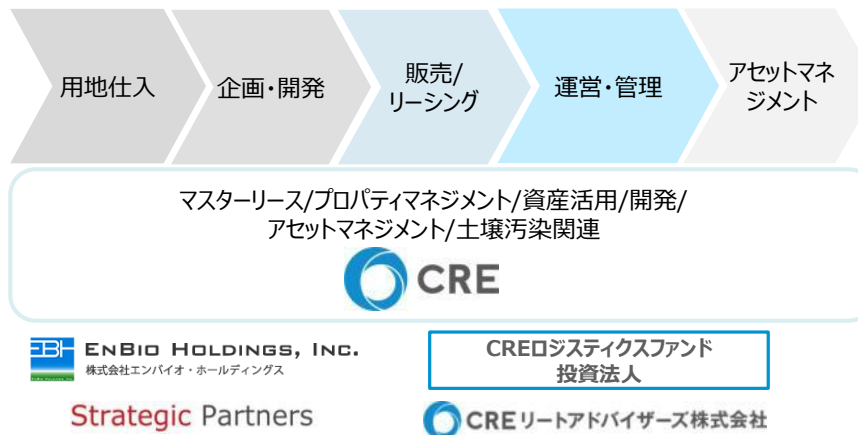 用地仕入
企画・開発
販売/
リーシング
運営・管理
アセットマネ
ジメント
マスターリース/プロパティマネジメント/資産活用/開発/
アセットマネジメント/土壌汚染関連
CRE
EBH ENBIO HOLDINGS, INC.
株式会社エンバイオ・ホールディングス
CREロジスティクスファンド
投資法人
Strategic Partners
CREリートアドバイザーズ株式会社